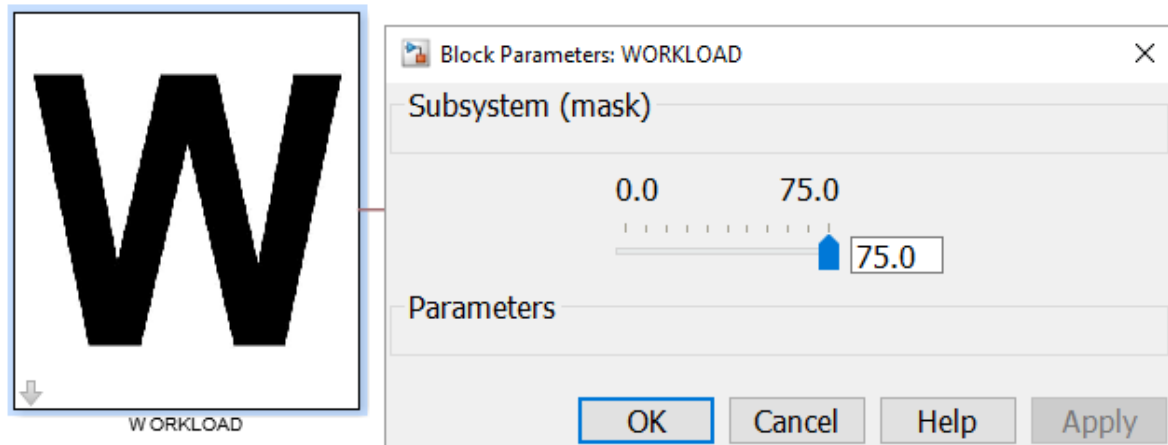 W
WORKLOAD
Block Parameters: WORKLOAD
Subsystem (mask)
0.0 75.0
75.0
Parameters
OK Cancel Help Apply